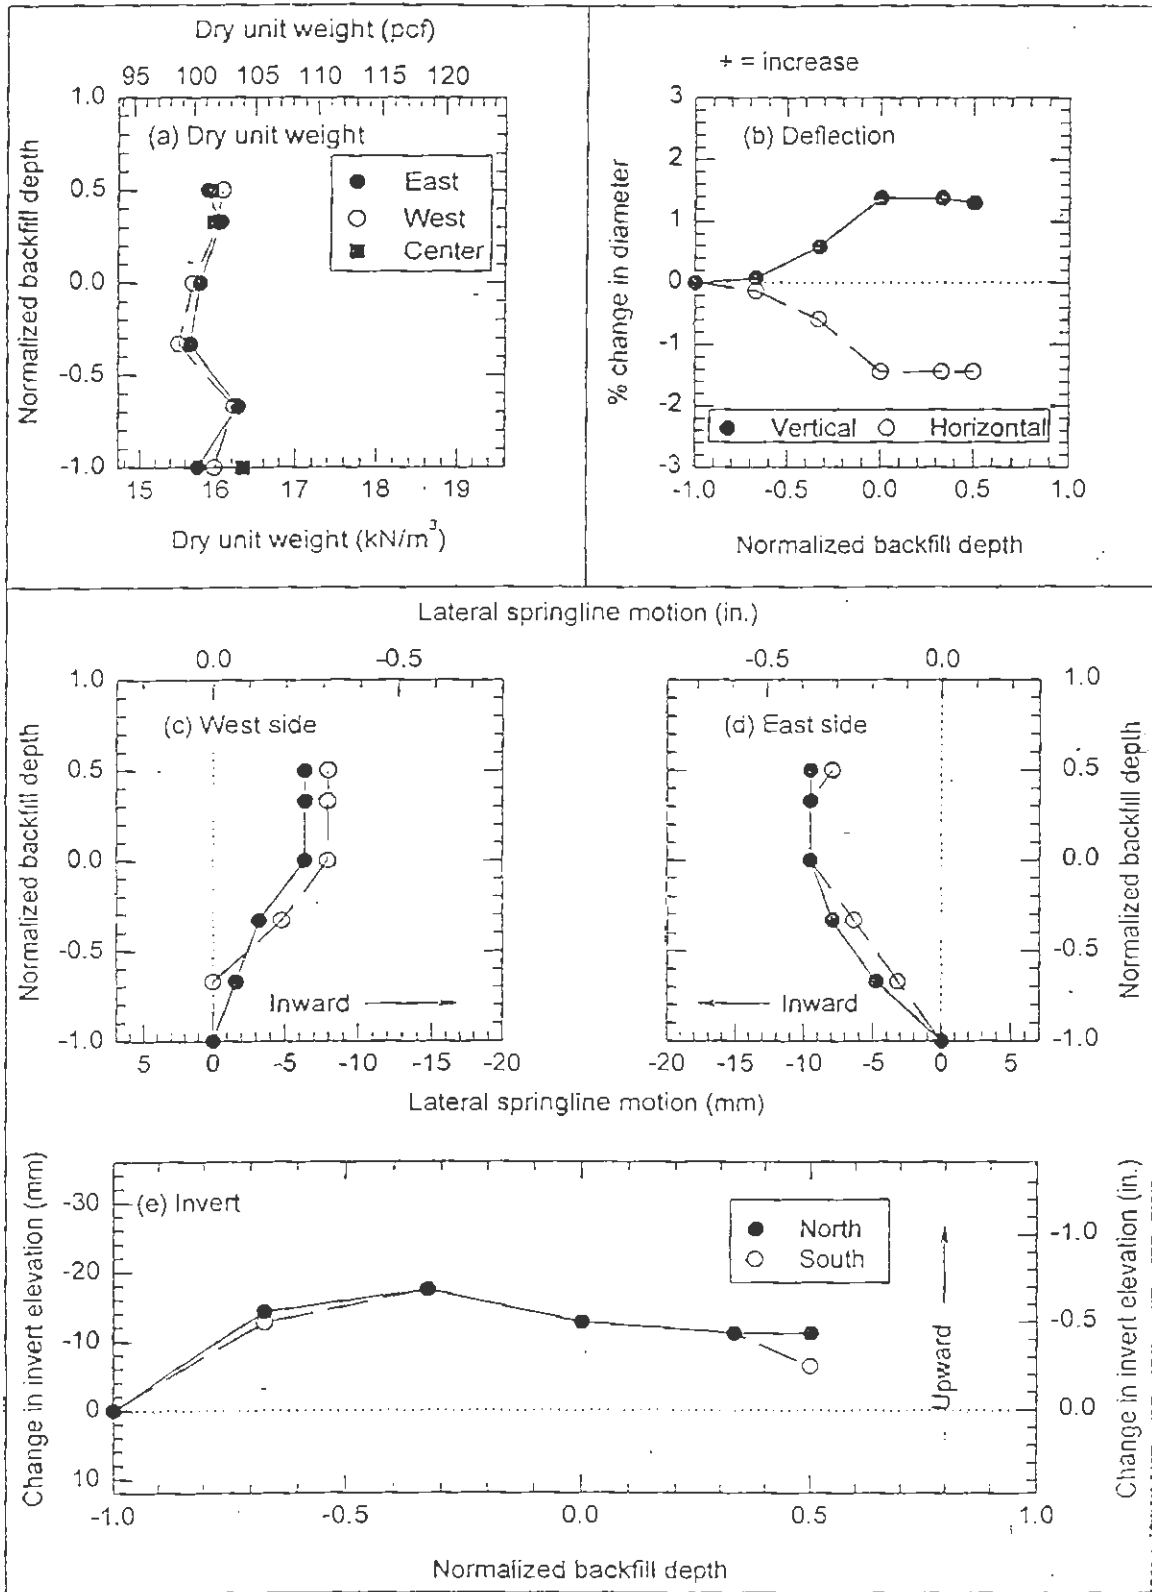 Dry unit weight (pcf)
95 100 105 110 115 120
1.0
0.5
0.0
-0.5
-1.0
Normalized backfill depth
(a) Dry unit weight
East
West
Center
15 16 17 18 19
Dry unit weight (kN/m³)
+ = increase
3
2
1
0
-1
-2
-3
% change in diameter
(b) Deflection
Vertical Horizontal
-1.0 -0.5 0.0 0.5 1.0
Normalized backfill depth
Lateral springline motion (in.)
0.0 -0.5
-0.5 0.0
1.0
0.5
0.0
-0.5
-1.0
Normalized backfill depth
(c) West side
Inward
5 0 -5 -10 -15 -20
(d) East side
Inward
-20 -15 -10 -5 0 5
1.0
0.5
0.0
-0.5
-1.0
Normalized backfill depth
Lateral springline motion (mm)
Change in invert elevation (mm)
-30
-20
-10
0
10
(e) Invert
North
South
Upward
-1.0
-0.5
0.0
Change in invert elevation (in.)
-1.0 -0.5 0.0 0.5 1.0
Normalized backfill depth